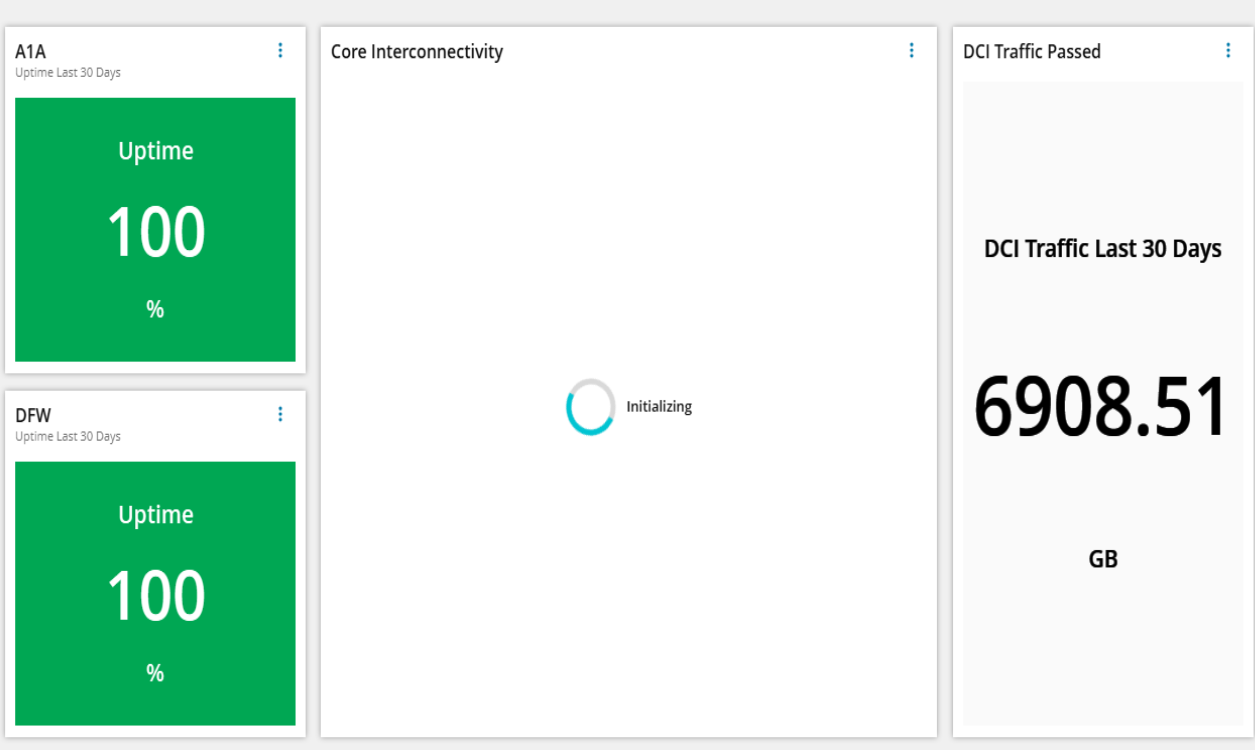 A1A
Uptime Last 30 Days
Uptime
100
%
DFW
Uptime Last 30 Days
Uptime
100
%
Core Interconnectivity
Initializing
DCI Traffic Passed
DCI Traffic Last 30 Days
6908.51
GB